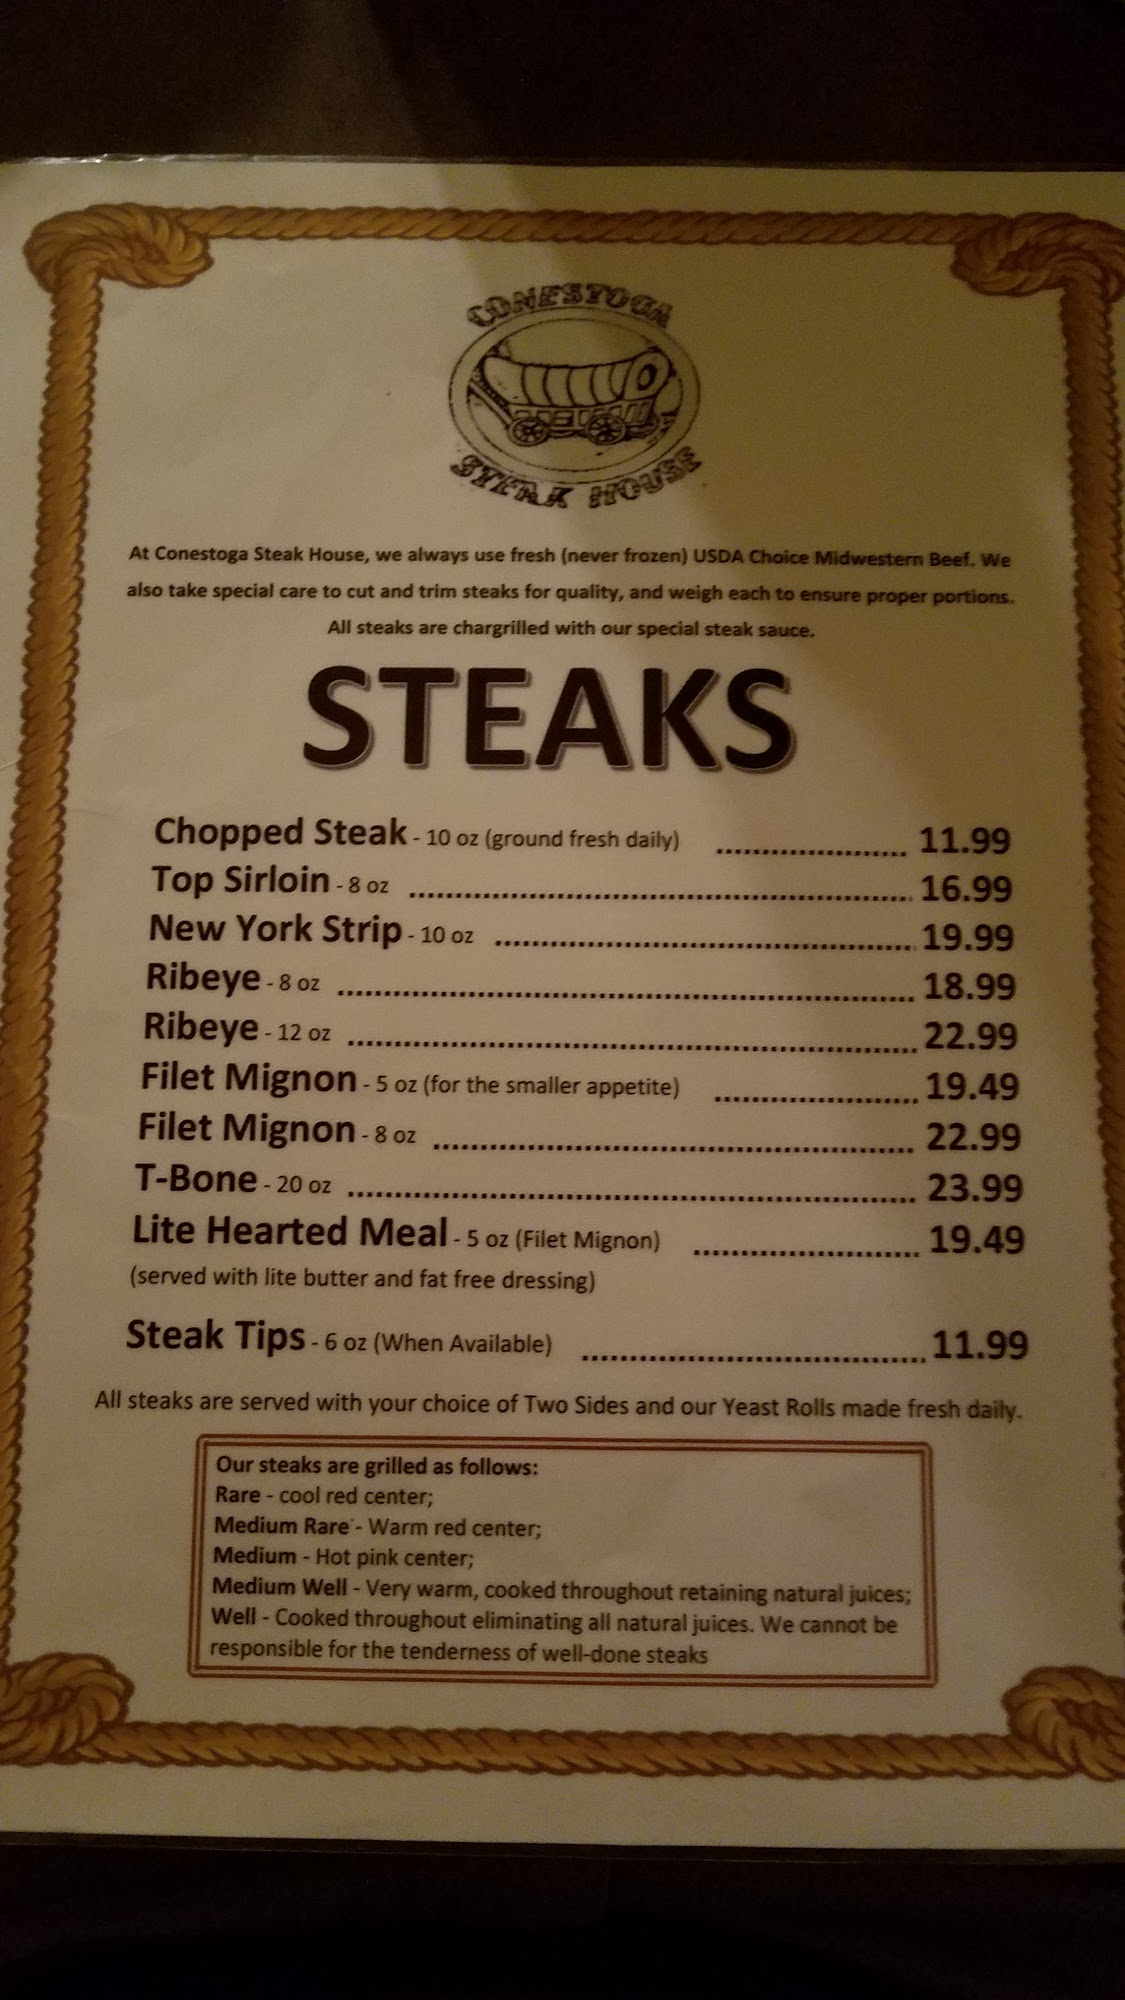 CONESTOGA
STEAK HOUSE
At Conestoga Steak House, we always use fresh (never frozen) USDA Choice Midwestern Beef. We
also take special care to cut and trim steaks for quality, and weigh each to ensure proper portions.
All steaks are chargrilled with our special steak sauce.
STEAKS
Chopped Steak - 10 oz (ground fresh daily) ..................... 11.99
Top Sirloin - 8 oz ........................................................ 16.99
New York Strip - 10 oz .............................................. 19.99
Ribeye - 8 oz ................................................................ 18.99
Ribeye - 12 oz ............................................................... 22.99
Filet Mignon - 5 oz (for the smaller appetite) ...................... 19.49
Filet Mignon - 8 oz ..................................................... 22.99
T-Bone - 20 oz ............................................................... 23.99
Lite Hearted Meal - 5 oz (Filet Mignon) ......................... 19.49
(served with lite butter and fat free dressing)
Steak Tips - 6 oz (When Available) ...................................... 11.99
All steaks are served with your choice of Two Sides and our Yeast Rolls made fresh daily.
Our steaks are grilled as follows:
Rare - cool red center;
Medium Rare - Warm red center;
Medium - Hot pink center;
Medium Well - Very warm, cooked throughout retaining natural juices;
Well - Cooked throughout eliminating all natural juices. We cannot be
responsible for the tenderness of well-done steaks